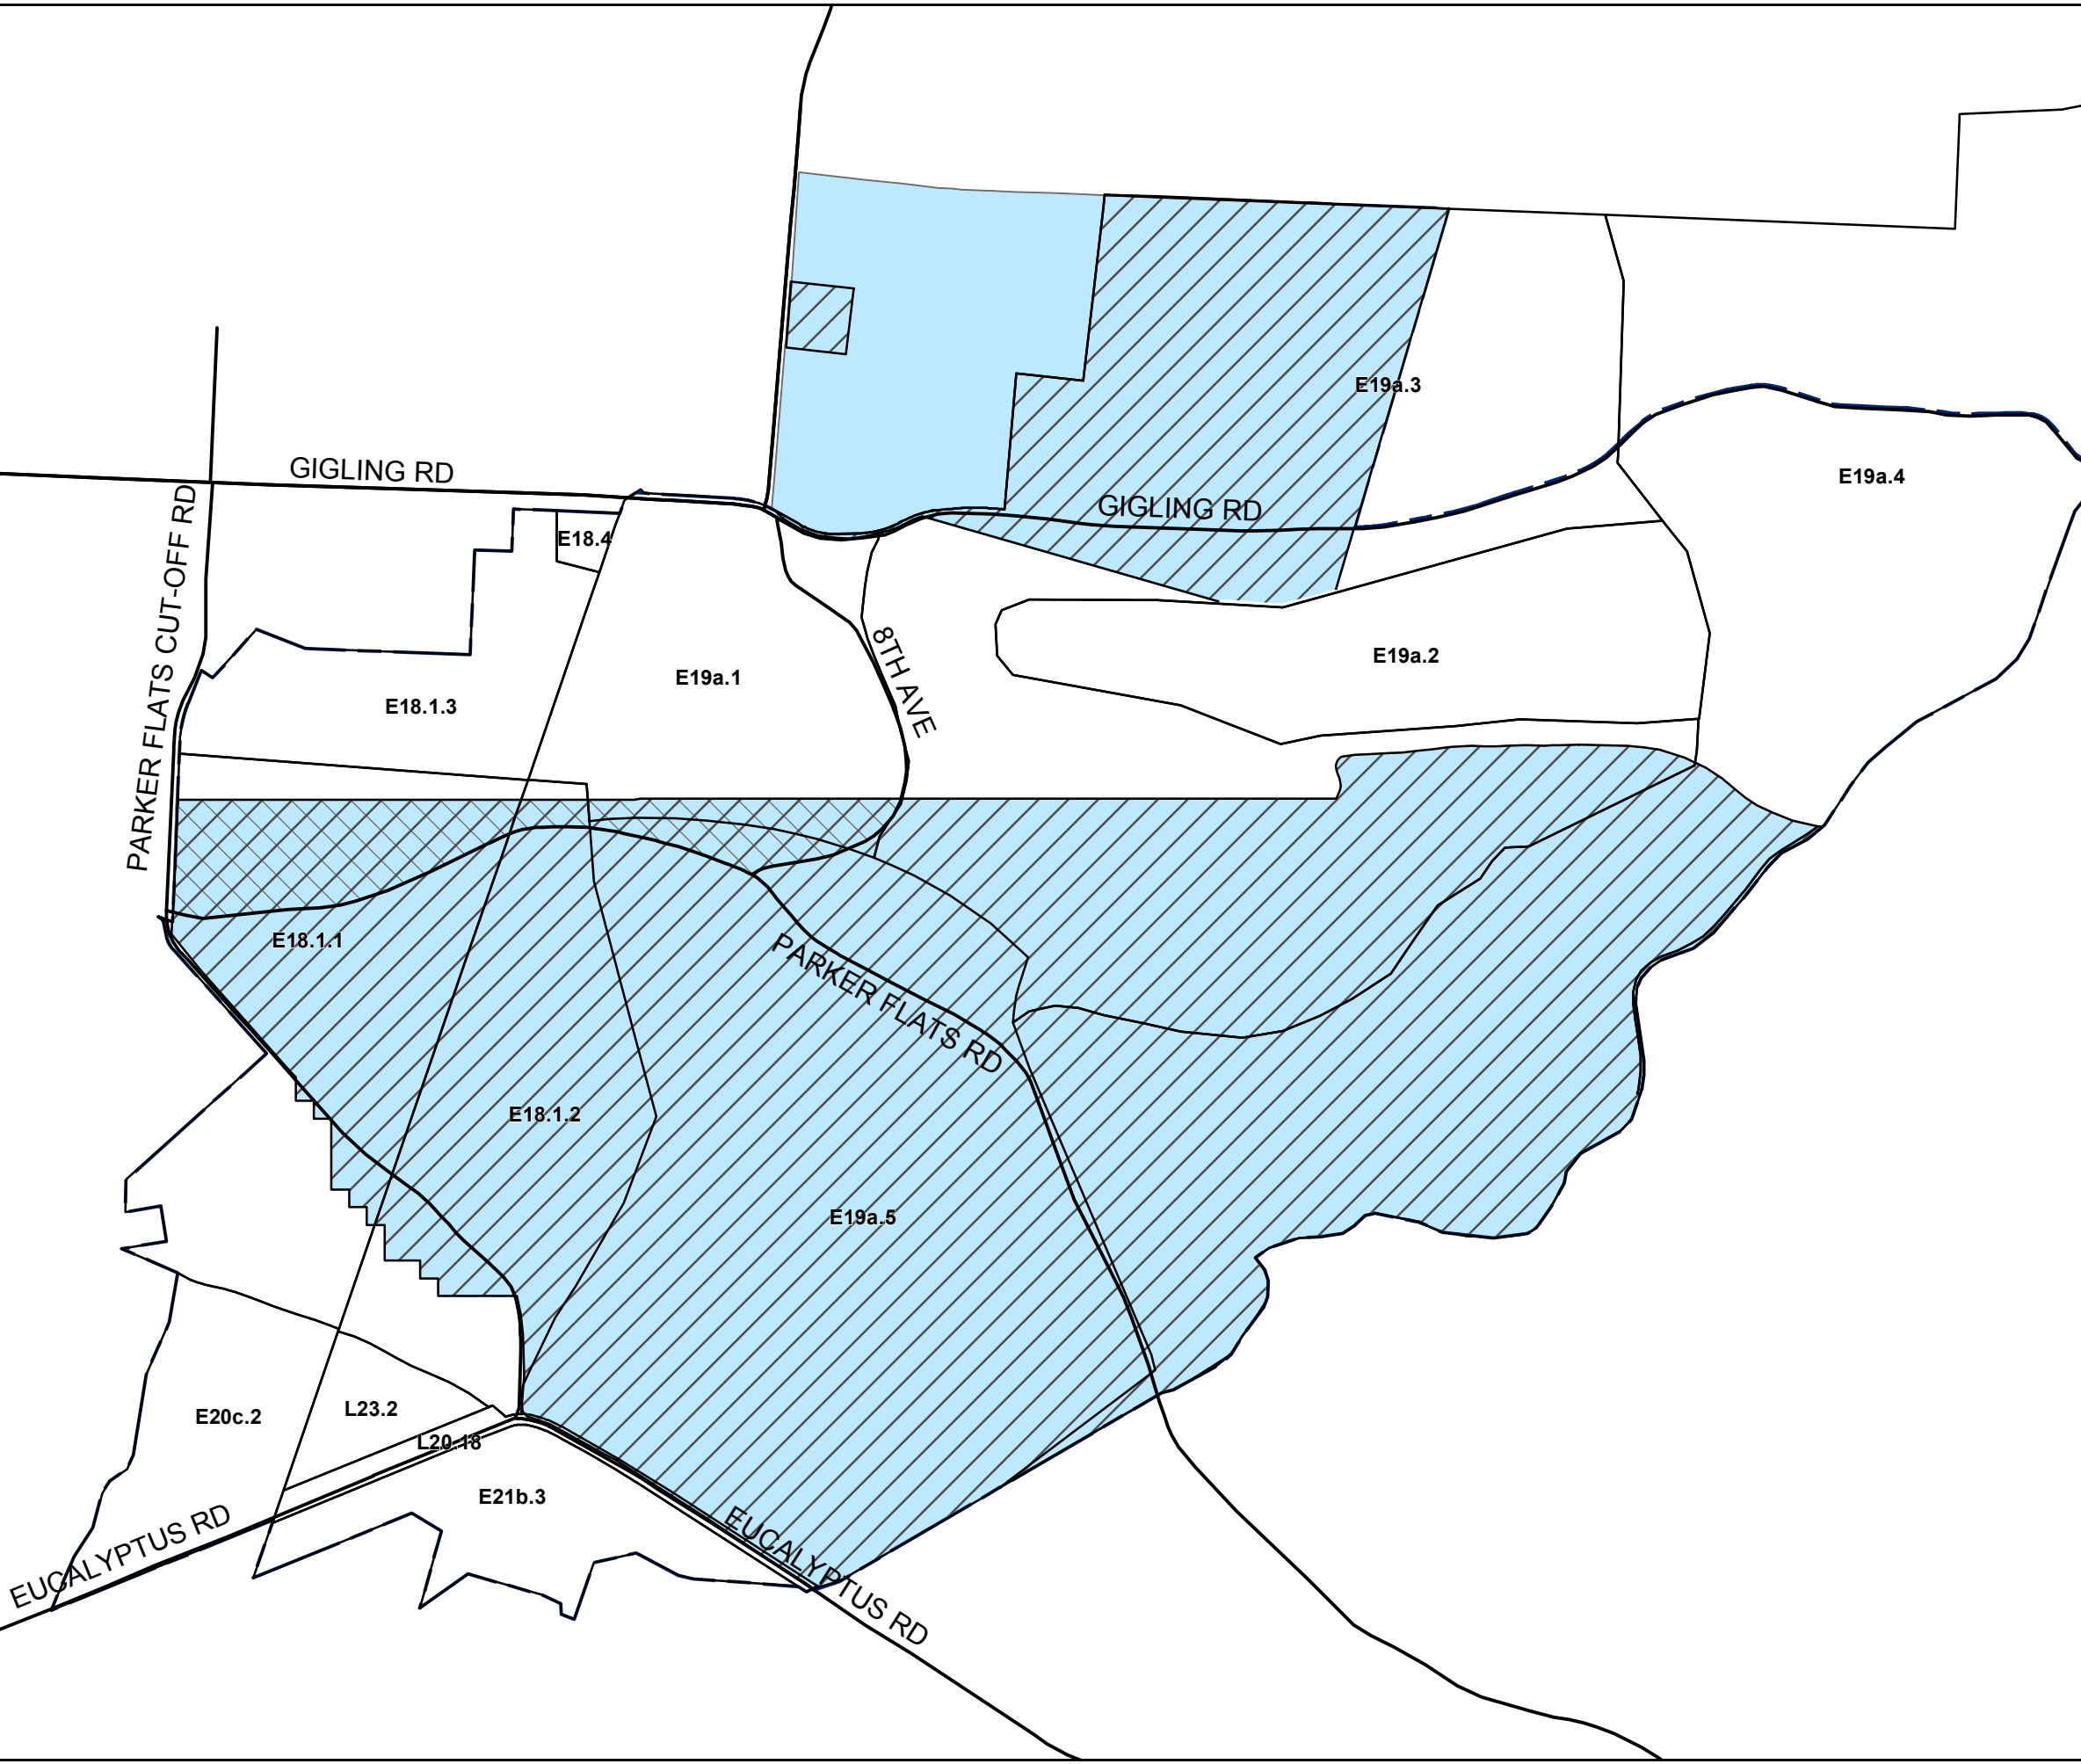 E19a.3
GIGLING RD
E19a.4
GIGLING RD
E18.4
PARKER FLATS CUT-OFF RD
8TH AVE
E19a.2
E19a.1
E18.1.3
E18.1.1
PARKER FLATS RD
E18.1.2
E19a.5
L23.2
E20c.2
L20.18
E21b.3
EUCALYPTUS RD
EUCALYPTUS RD